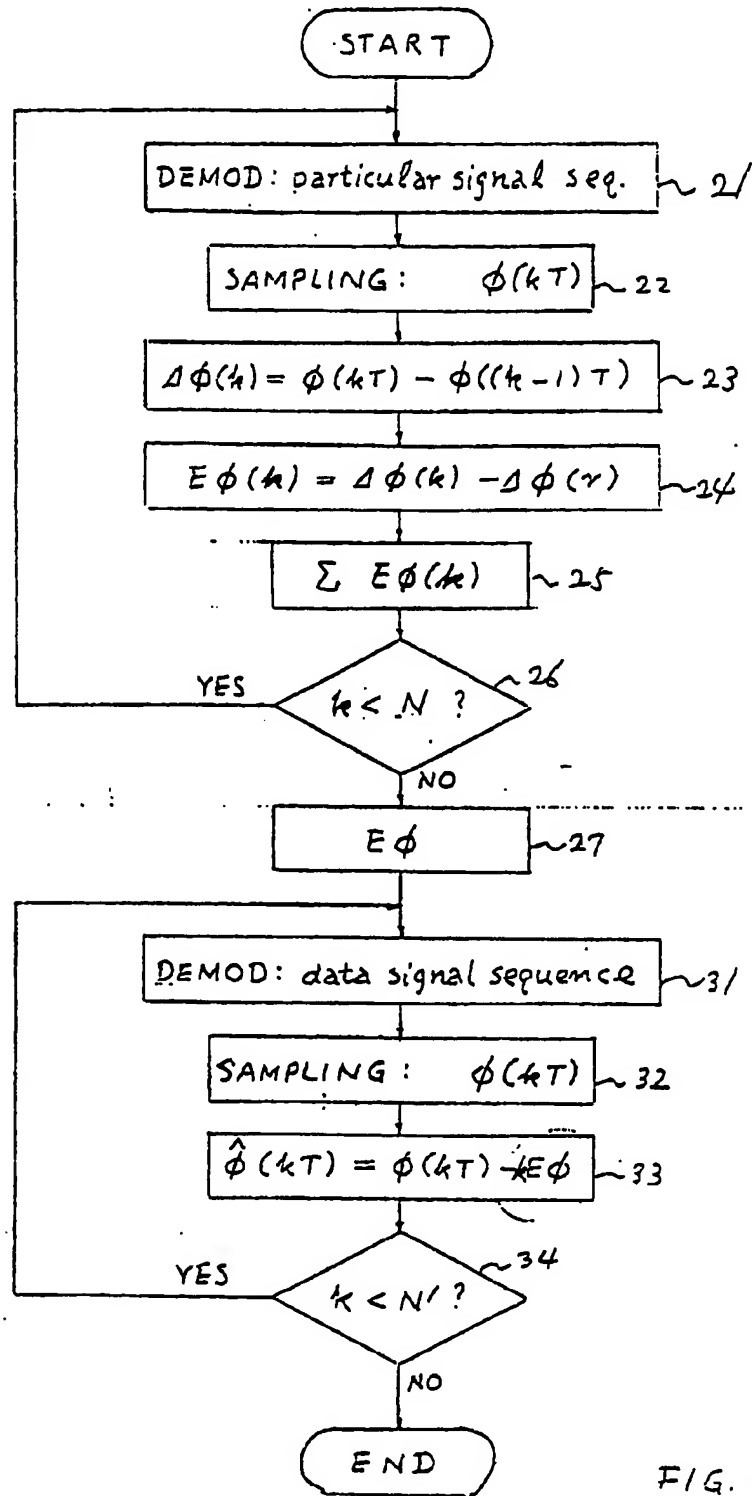 START
DEMOD: particular signal seq.
21
SAMPLING: ϕ(kT)
22
Δϕ(k) = ϕ(kT) - ϕ((k-1)T)
23
Eϕ(k) = Δϕ(k) - Δϕ(r)
24
Σ Eϕ(k)
25
26
YES
k < N ?
NO
Eϕ
27
DEMOD: data signal sequence
31
SAMPLING: ϕ(kT)
32
ϕ̂(kT) = ϕ(kT) - kEϕ
33
34
YES
k < N' ?
NO
END
FIG.